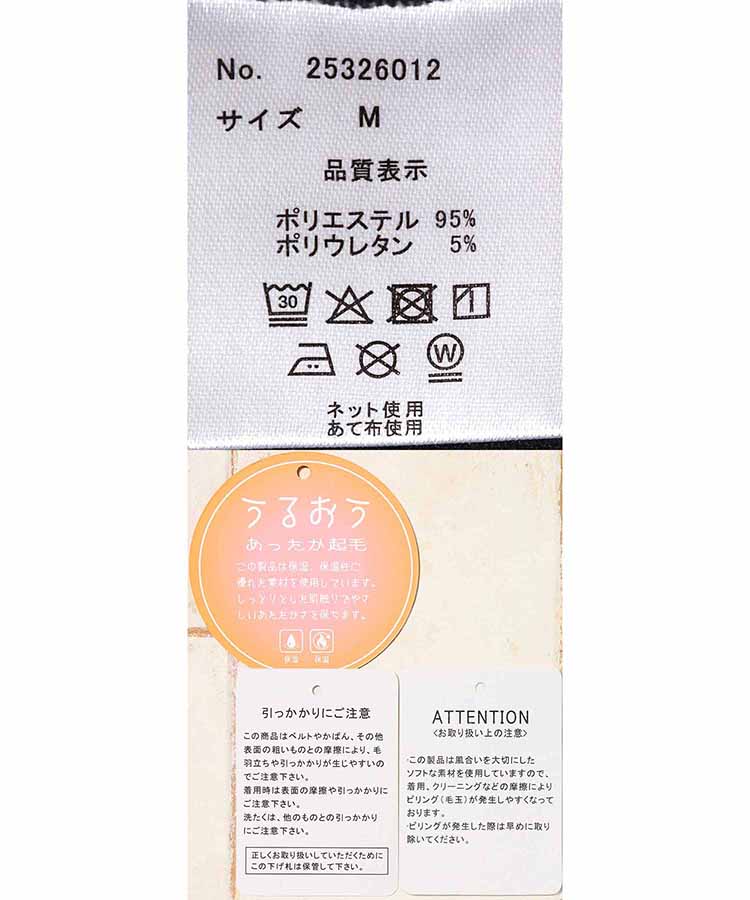 No. 25326012
サイズ M
品質表示
ポリエステル 95%
ポリウレタン 5%
30
W
ネット使用
あて布使用
うるおう
あったか起毛
この製品は保温、保湿性に
優れた素材を使用しています。
しっとりとした肌触りでやさ
しいあたたかさを保てます。
保湿 保温
引っかかりにご注意
この商品はベルトやかばん、その他
表面の粗いものとの摩擦により、毛
羽立ちや引っかかりが生じやすいの
でご注意下さい。
着用時は表面の摩擦や引っかかりに
ご注意下さい。
洗たくは、他のものとの引っかかり
にご注意下さい。
正しくお取り扱いしていただくために
この下げ札は保管して下さい。
ATTENTION
<お取り扱い上の注意>
・この製品は風合いを大切にした
ソフトな素材を使用していますので、
着用、クリーニングなどの摩擦により
ピリング(毛玉)が発生しやすくなって
おります。
・ピリングが発生した際は早めに取り
除いてください。